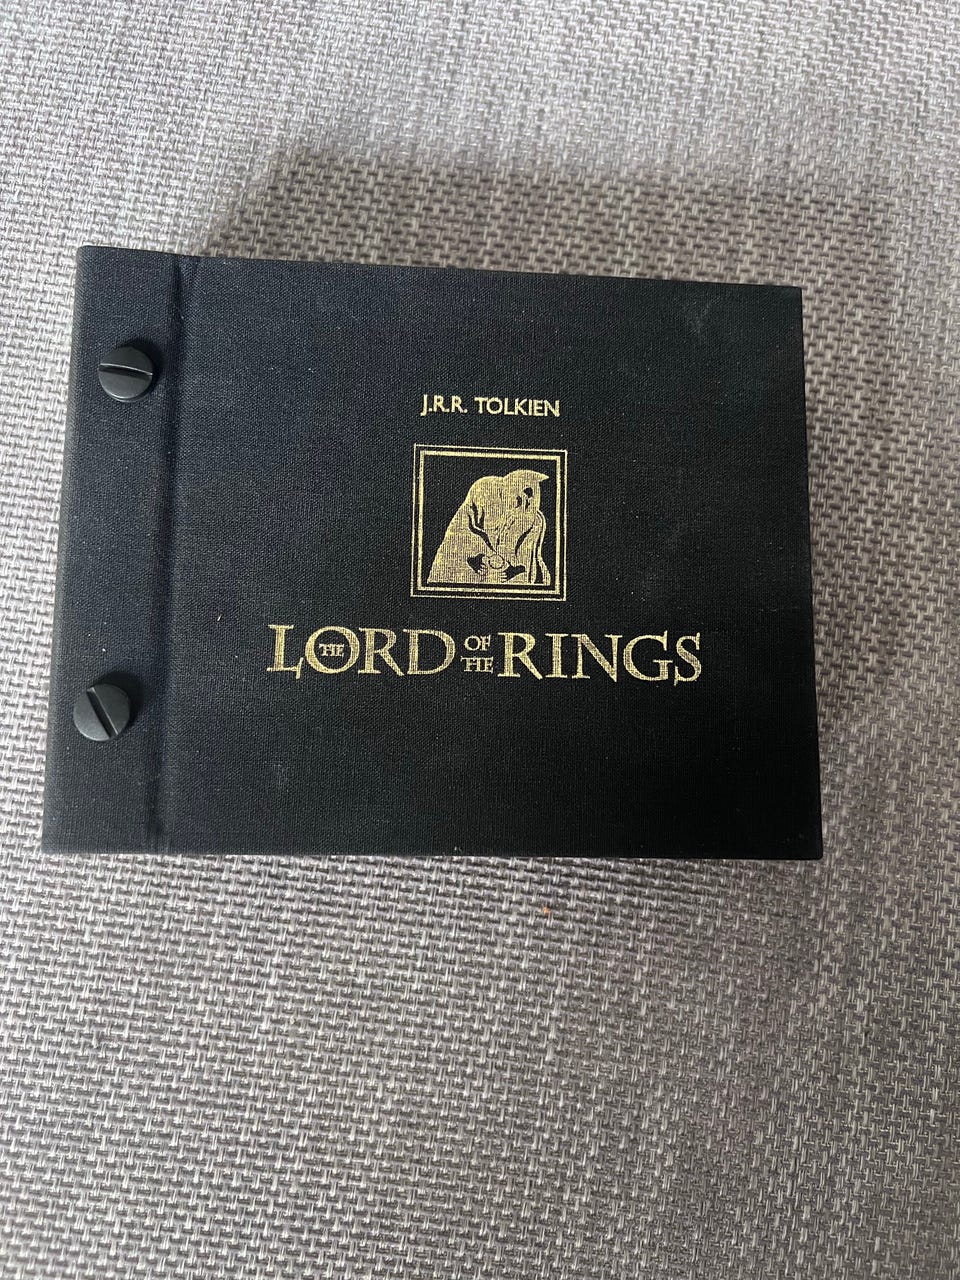 J.R.R. TOLKIEN
THE LORD OF THE RINGS